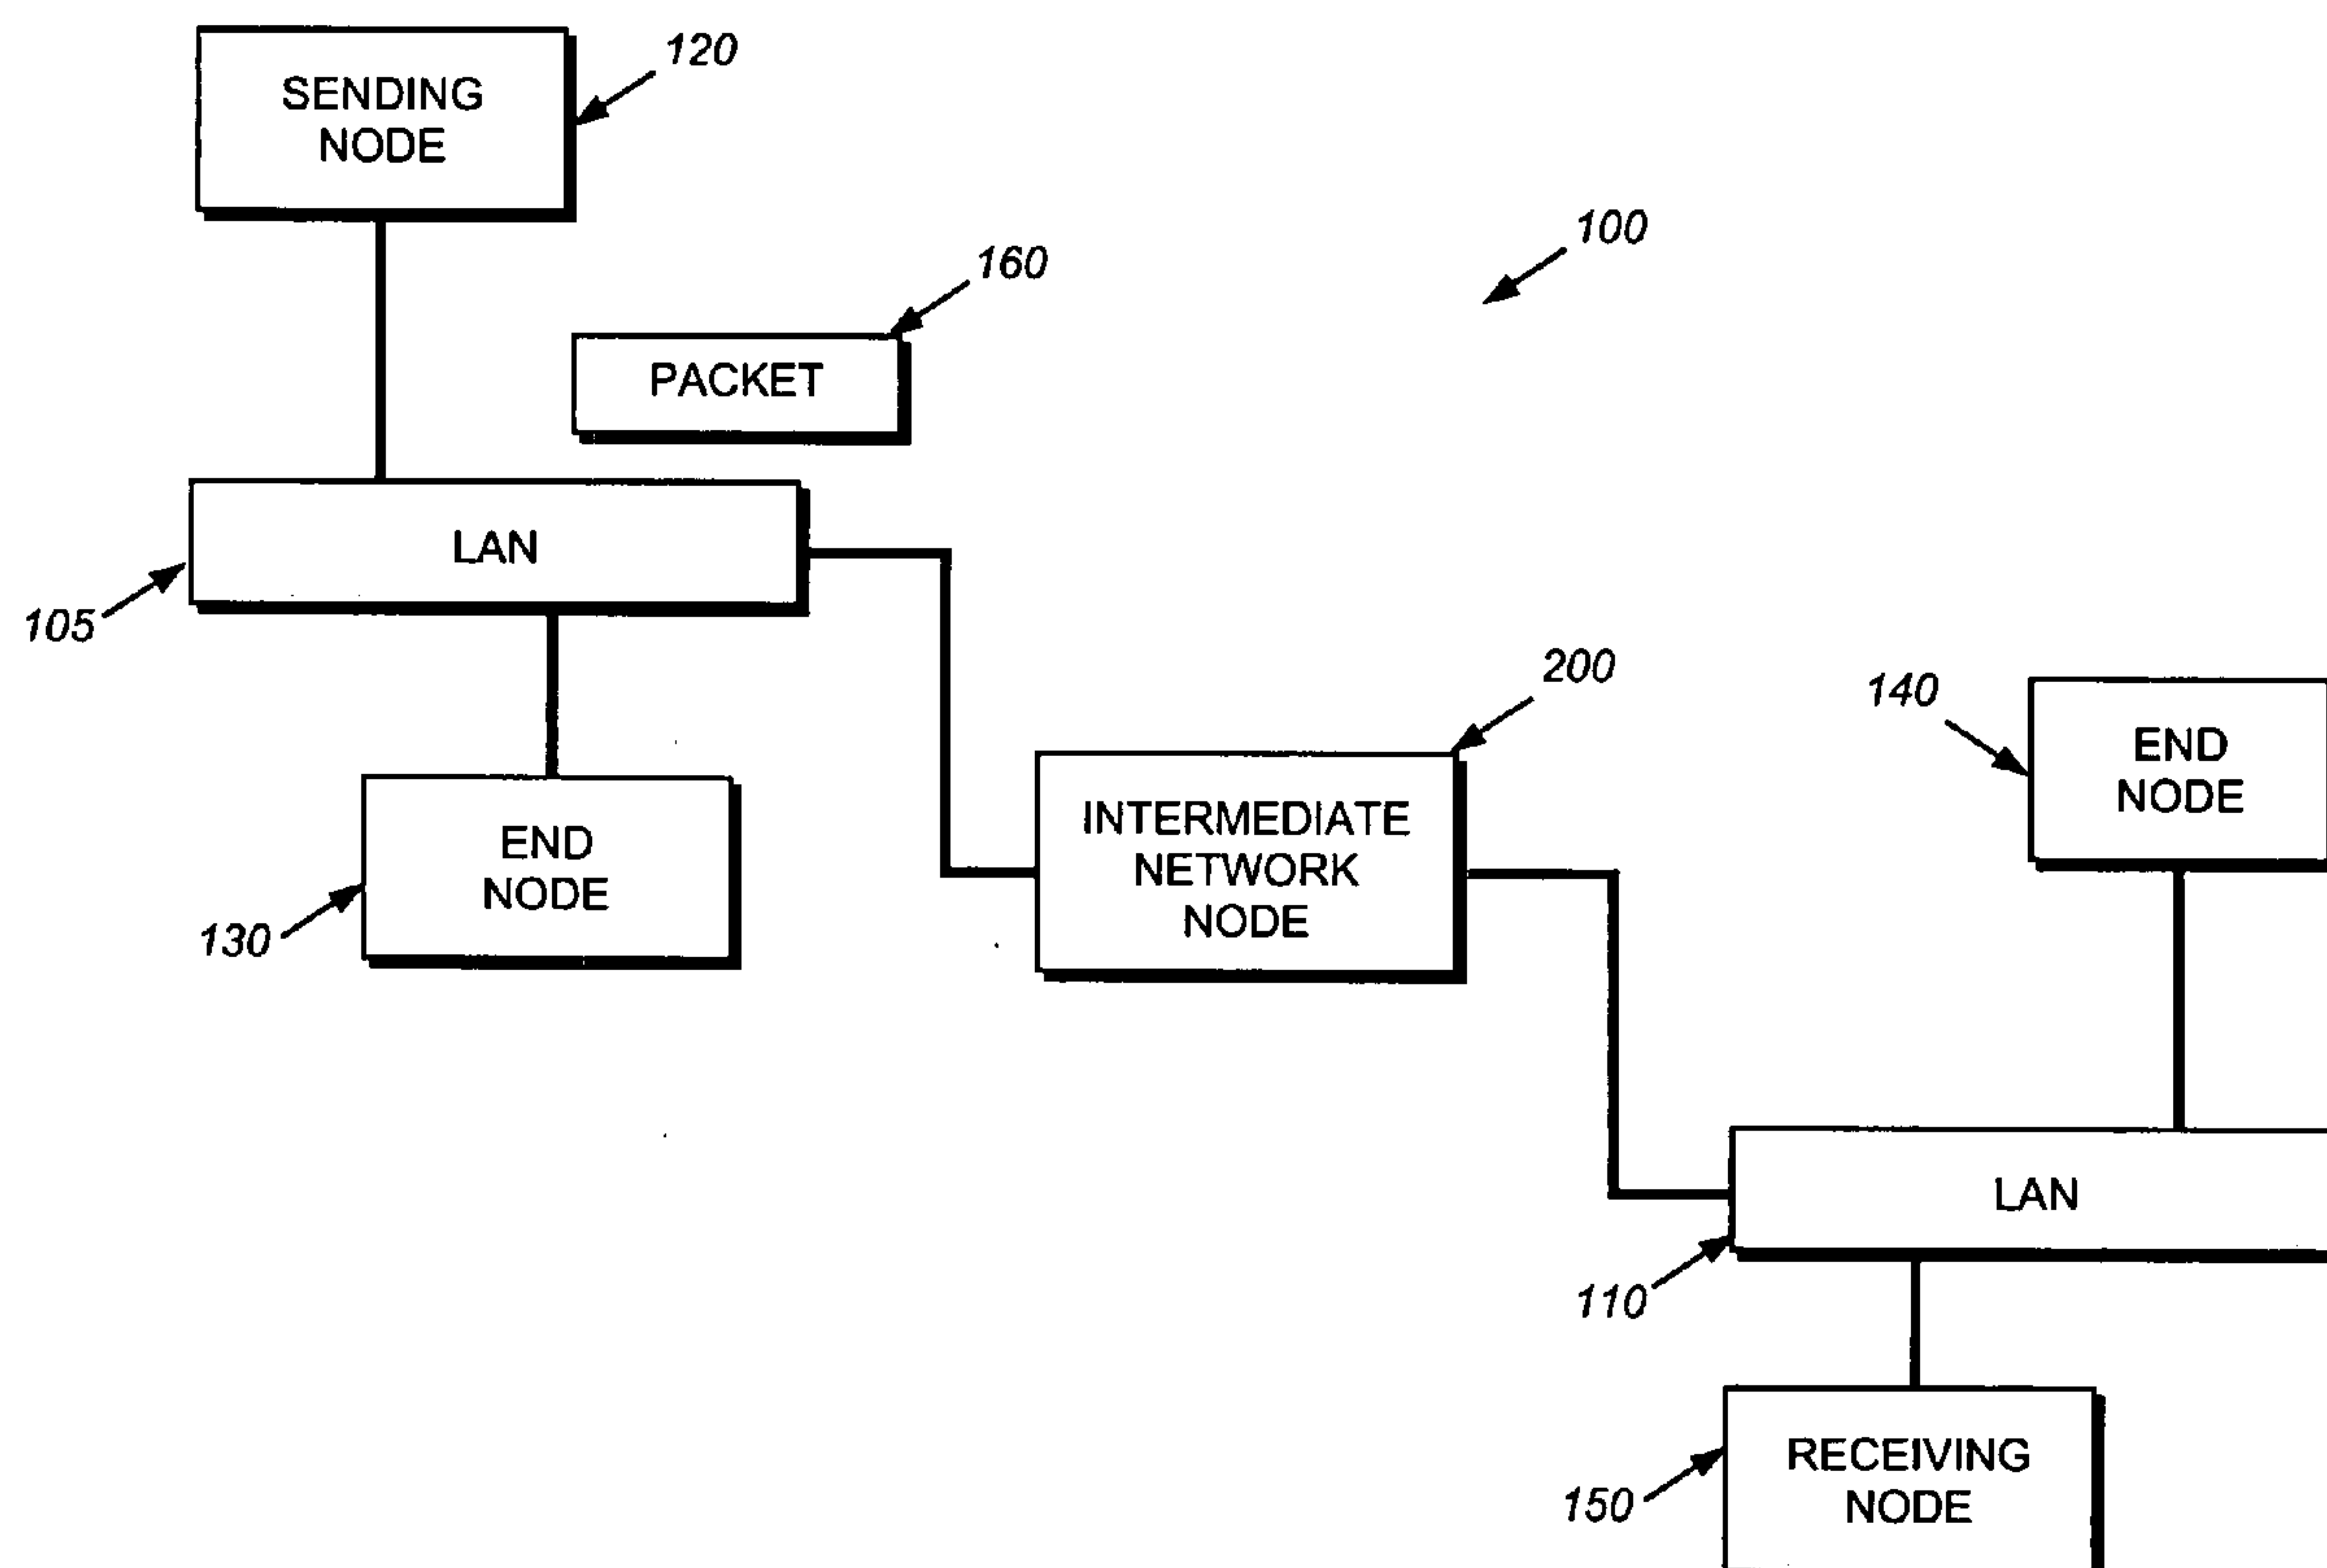 120
SENDING
NODE
100
160
PACKET
LAN
105
200
140
END
NODE
END
NODE
130
INTERMEDIATE
NETWORK
NODE
LAN
110
RECEIVING
NODE
150